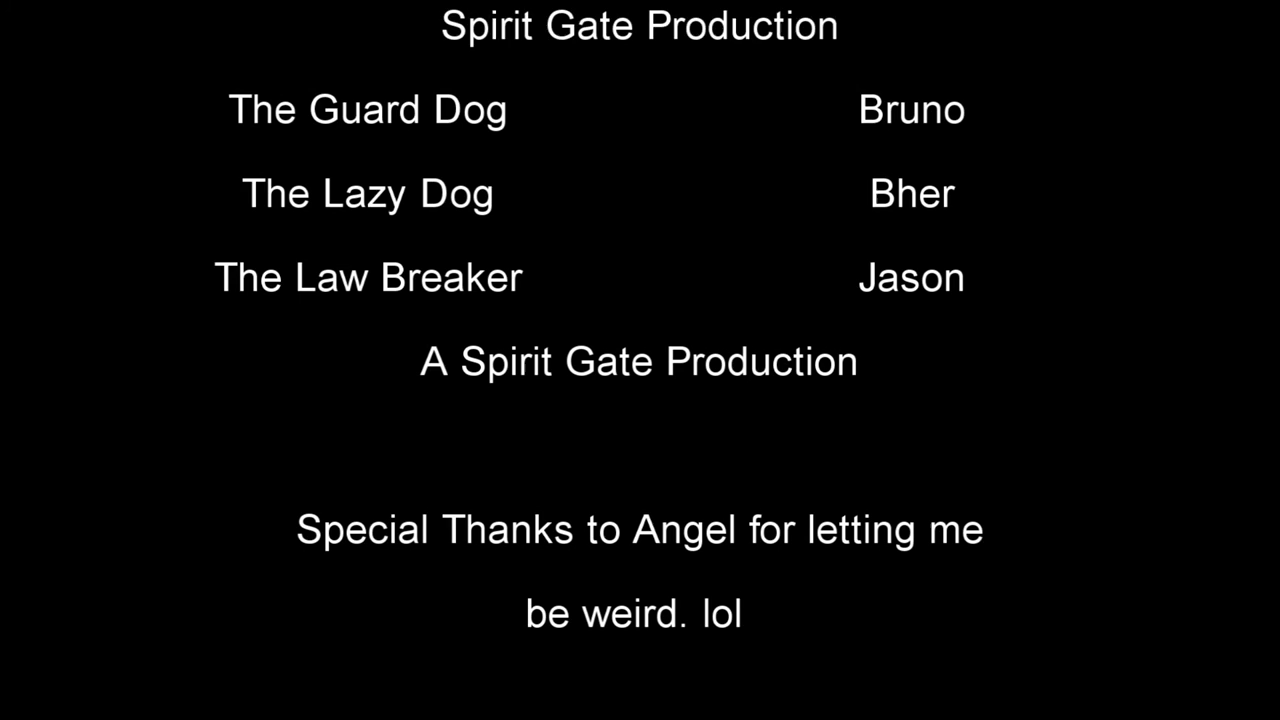 Spirit Gate Production
The Guard Dog Bruno
The Lazy Dog Bher
The Law Breaker Jason
A Spirit Gate Production
Special Thanks to Angel for letting me
be weird. lol